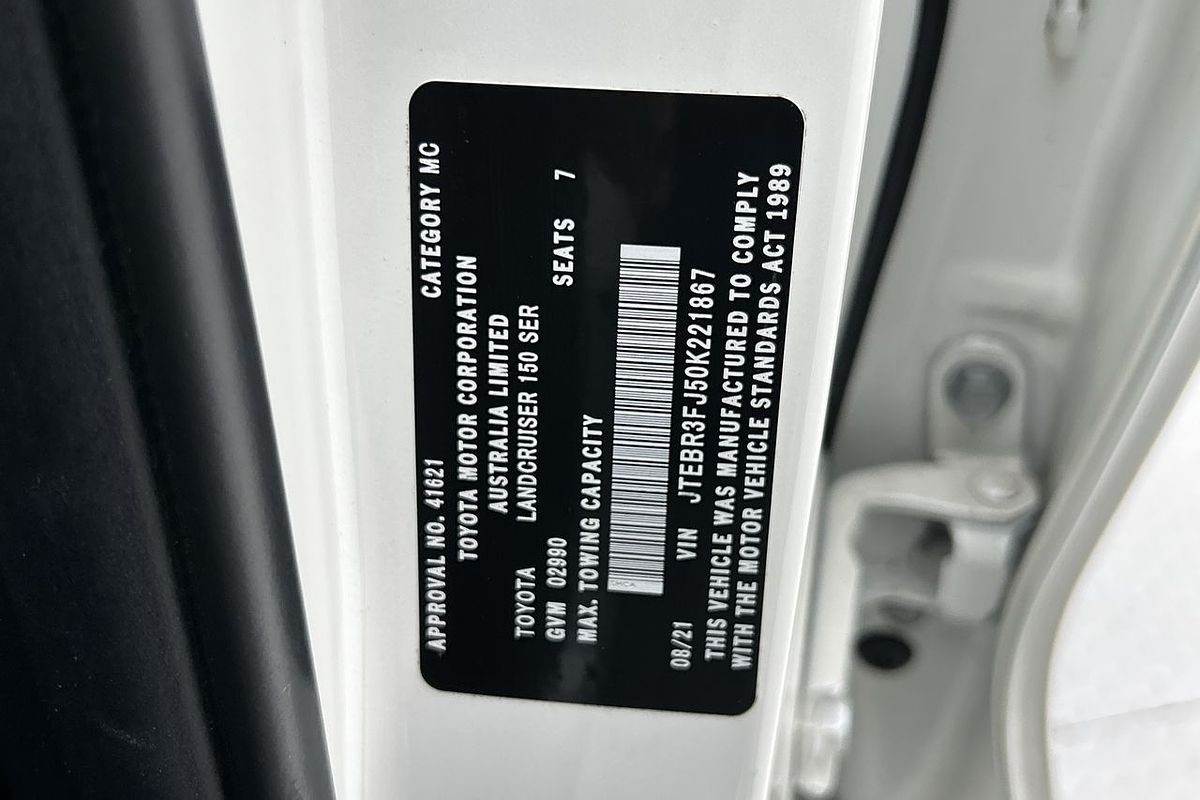 APPROVAL NO. 41621 CATEGORY MC
TOYOTA MOTOR CORPORATION
AUSTRALIA LIMITED
TOYOTA LANDCRUISER 150 SER
GVM 02990 SEATS 7
MAX. TOWING CAPACITY
08/21 VIN JTEBR3FJ50K221867
THIS VEHICLE WAS MANUFACTURED TO COMPLY
WITH THE MOTOR VEHICLE STANDARDS ACT 1989